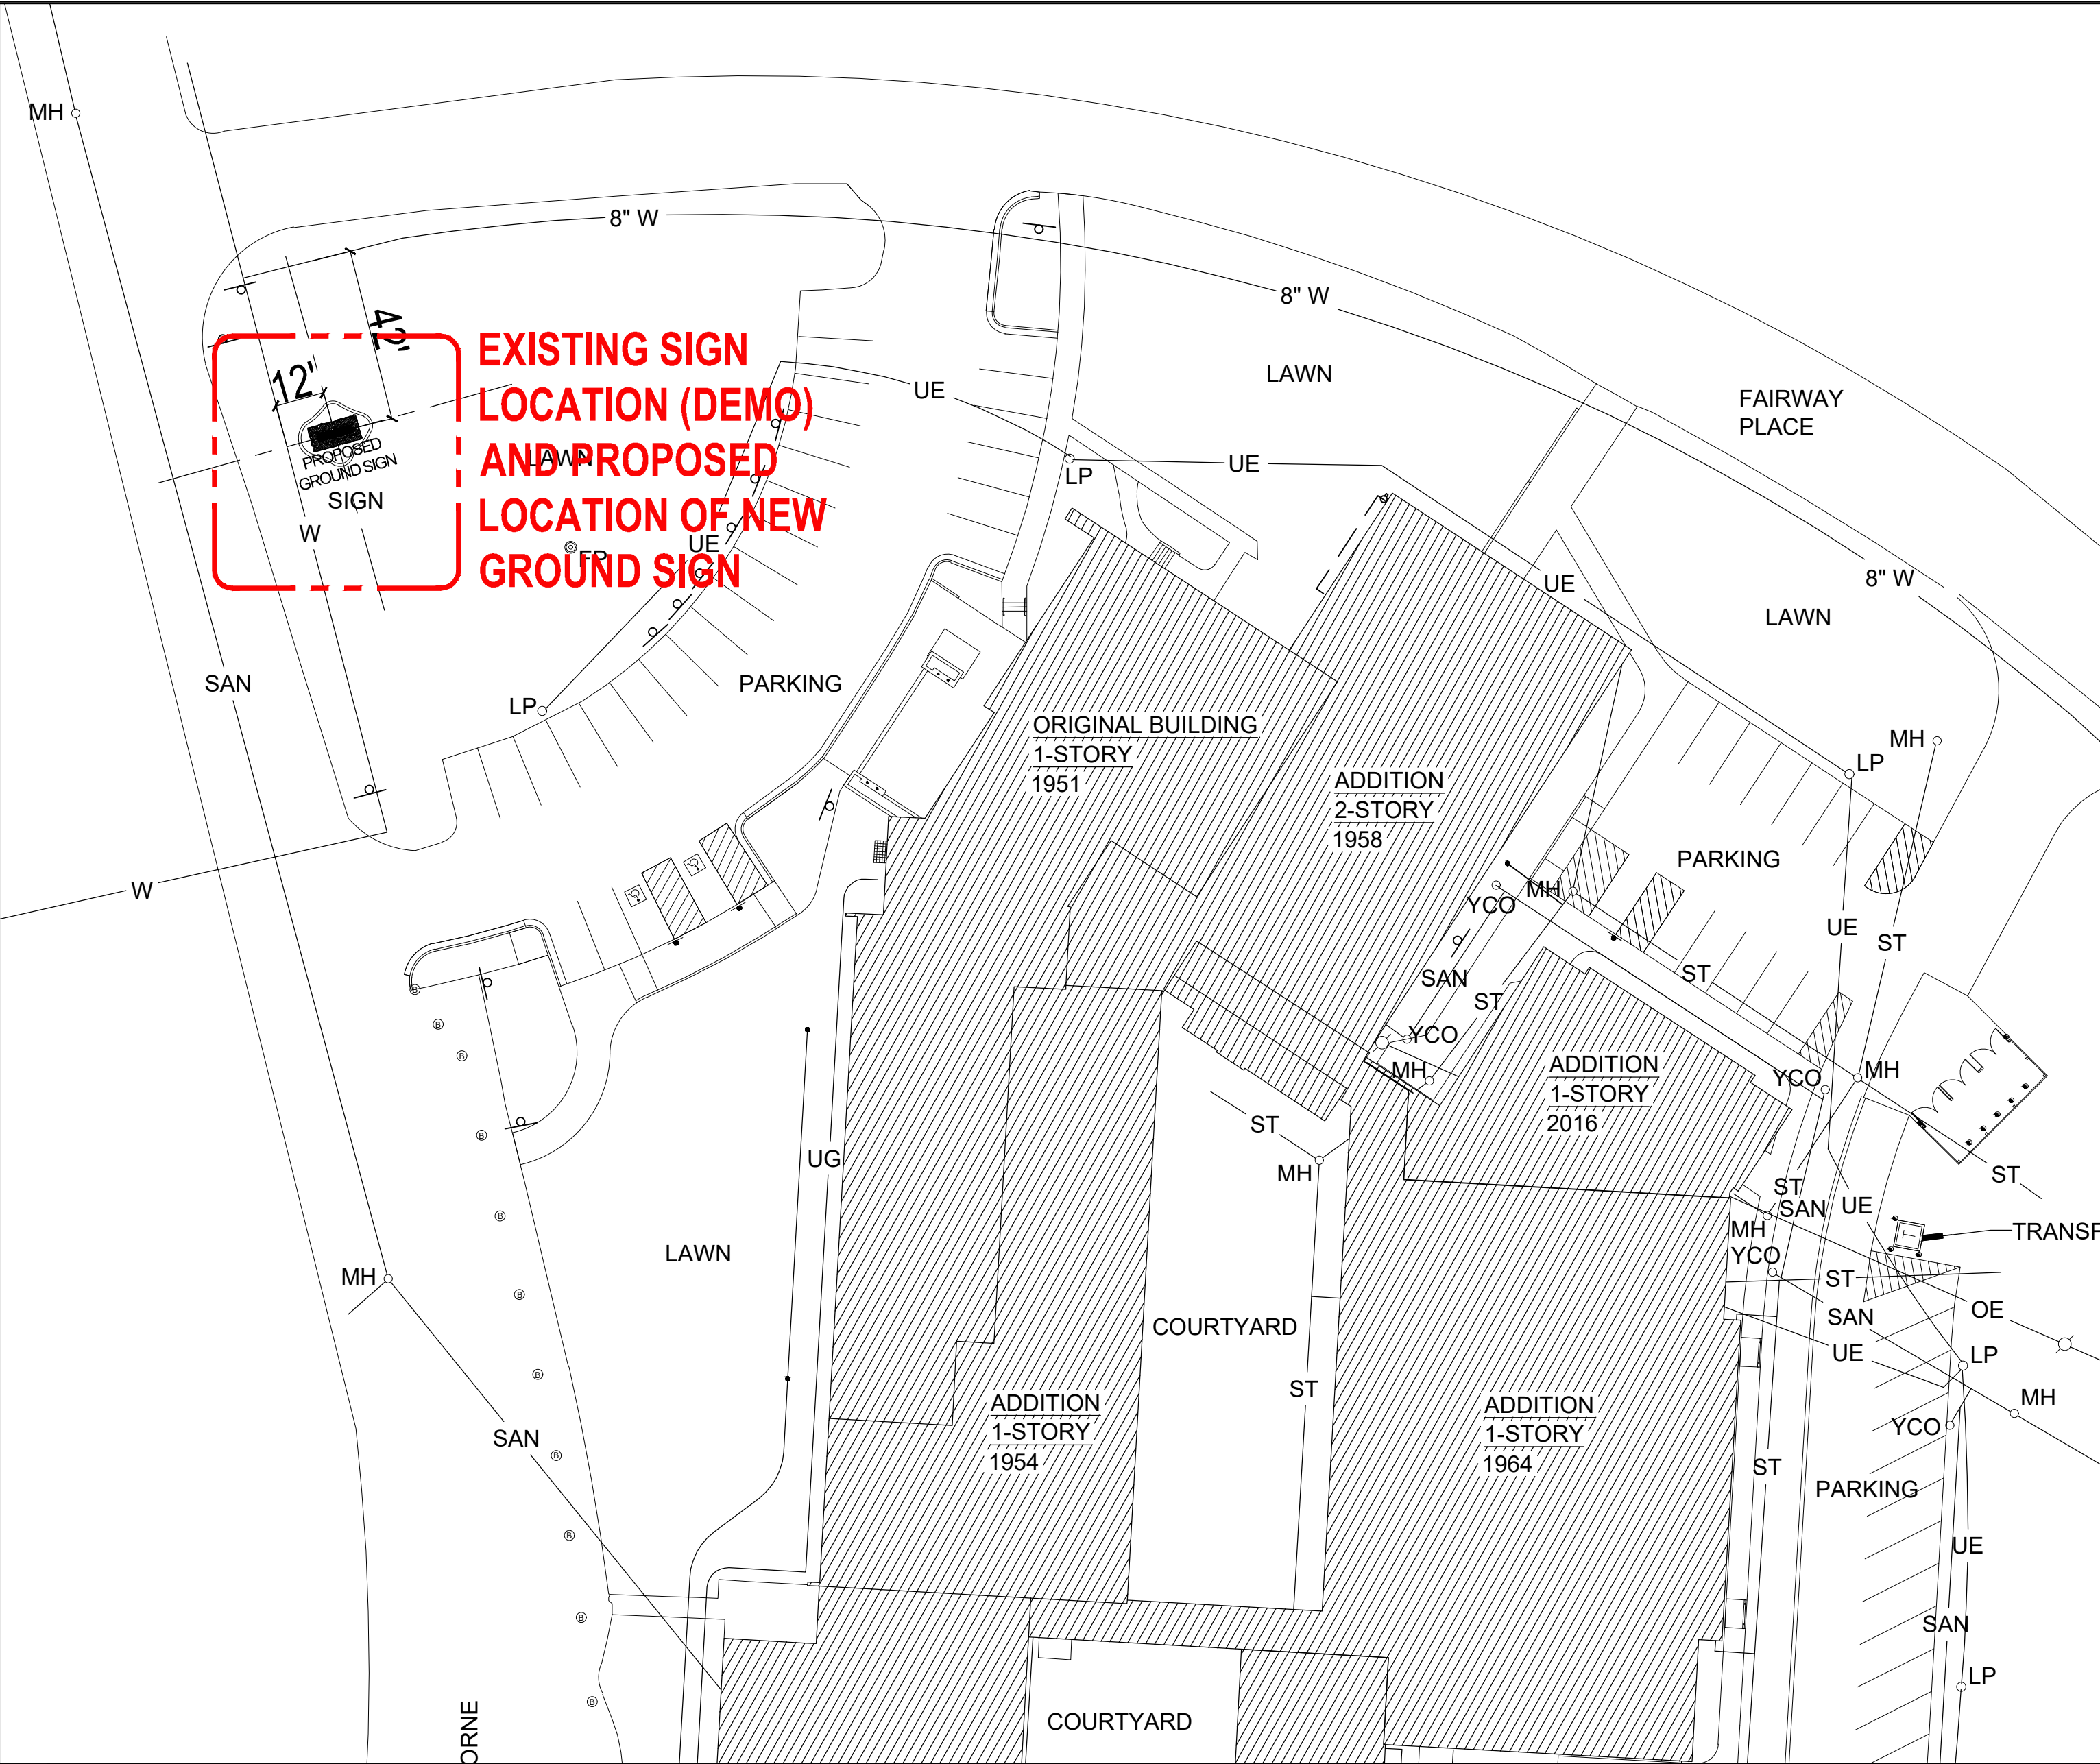 MH
8" W
8" W
42'
12'
EXISTING SIGN
LOCATION (DEMO)
AND PROPOSED
LOCATION OF NEW
GROUND SIGN
PROPOSED
GROUND SIGN
SIGN
W
LAWN
FP
UE
UE
LP
UE
LAWN
FAIRWAY
PLACE
UE
8" W
LAWN
SAN
LP
PARKING
ORIGINAL BUILDING
1-STORY
1951
ADDITION
2-STORY
1958
MH
LP
PARKING
W
YCO
MH
UE
ST
SAN
ST
ST
YCO
MH
ADDITION
1-STORY
2016
YCO
MH
ST
MH
UG
ST
ST
SAN
UE
MH
YCO
TRANSF
LAWN
MH
ST
SAN
OE
UE
LP
COURTYARD
ST
MH
YCO
ADDITION
1-STORY
1954
ADDITION
1-STORY
1964
SAN
ST
PARKING
UE
SAN
LP
COURTYARD
ORNE
B
B
B
B
B
B
B
B
B
B
B
T